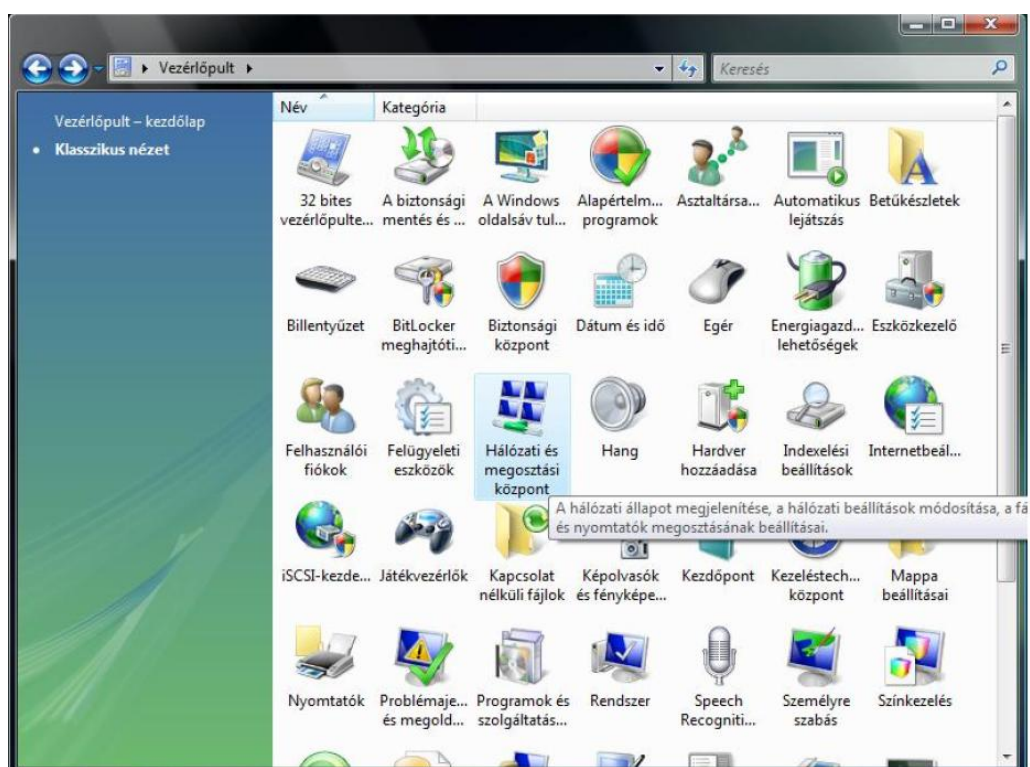 Vezérlőpult
Keresés
Vezérlőpult – kezdőlap
Klasszikus nézet
Név
Kategória
32 bites
vezérlőpulte...
A biztonsági
mentés és ...
A Windows
oldalsáv tul...
Alapértelm...
programok
Asztaltársa...
Automatikus
lejátszás
Betűkészletek
Billentyűzet
BitLocker
meghajtóti...
Biztonsági
központ
Dátum és idő
Egér
Energiagazd...
lehetőségek
Eszközkezelő
Felhasználói
fiókok
Felügyeleti
eszközök
Hálózati és
megosztási
központ
Hang
Hardver
hozzáadása
Indexelési
beállítások
Internetbeál...
A hálózati állapot megjelenítése, a hálózati beállítások módosítása, a fá
és nyomtatók megosztásának beállításai.
iSCSI-kezde...
Játékvezérlők
Kapcsolat
nélküli fájlok
Képolvasók
és fényképe...
Kezdőpont
Kezeléstech...
központ
Mappa
beállításai
Nyomtatók
Problémaje...
és megold...
Programok és
szolgáltatás...
Rendszer
Speech
Recogniti...
Személyre
szabás
Színkezelés